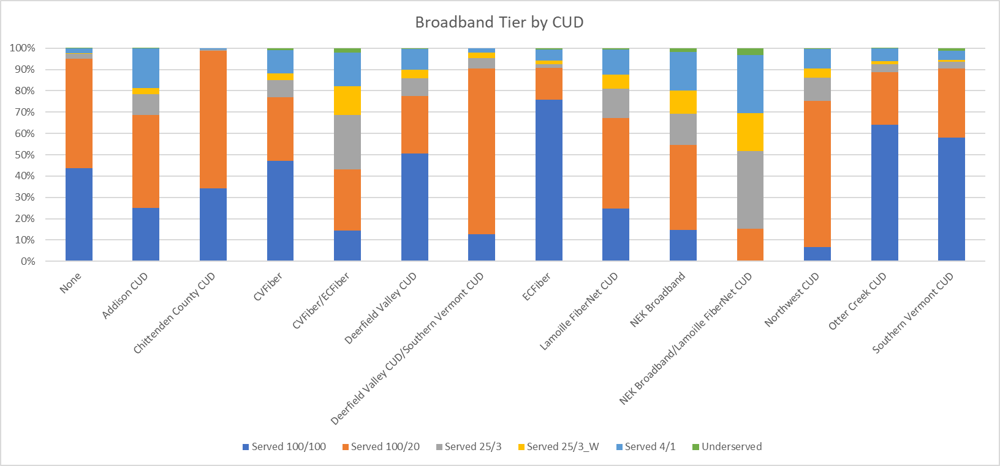 Broadband Tier by CUD
100%
90%
80%
70%
60%
50%
40%
30%
20%
10%
0%
None
Addison CUD
Chittenden County CUD
CVFiber
CVFiber/ECFiber
Deerfield Valley CUD
Deerfield Valley CUD/Southern Vermont CUD
ECFiber
Lamoille FiberNet CUD
NEK Broadband
NEK Broadband/Lamoille FiberNet CUD
Northwest CUD
Otter Creek CUD
Southern Vermont CUD
Served 100/100 Served 100/20 Served 25/3 Served 25/3_W Served 4/1 Underserved